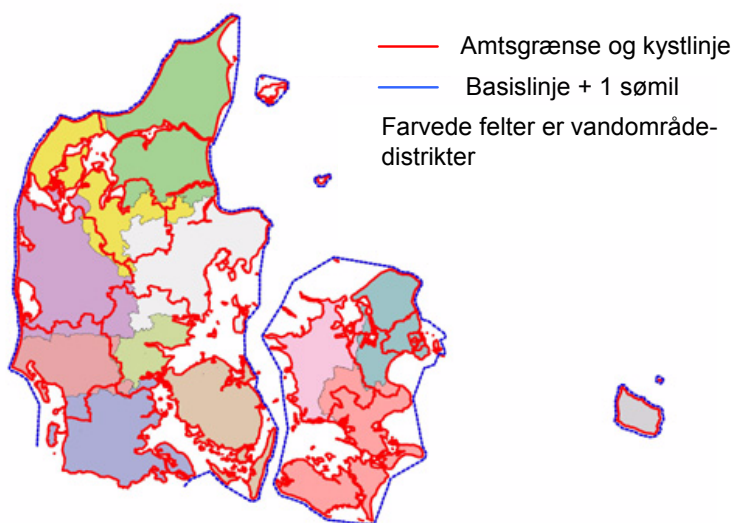 Amtsgrænse og kystlinje
Basislinje + 1 sømil
Farvede felter er vandområde-
distrikter